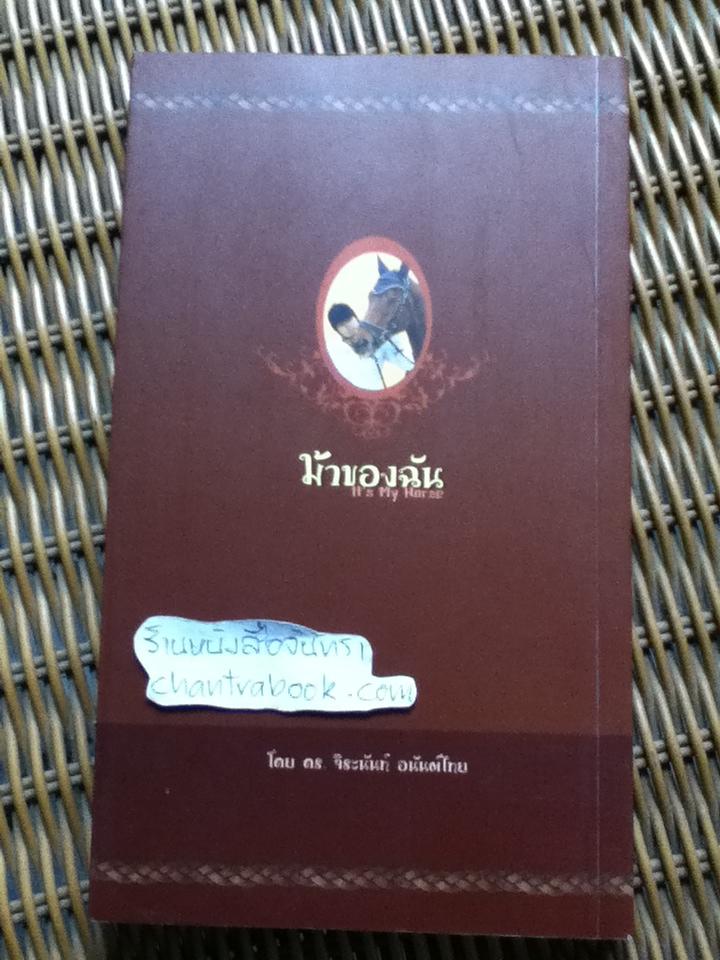 ม้าของฉัน
It's My Horse
ร้านหนังสือจันทรา
chantrabook.com
โดย ดร. จิระนันท์ อนันต์ไทย